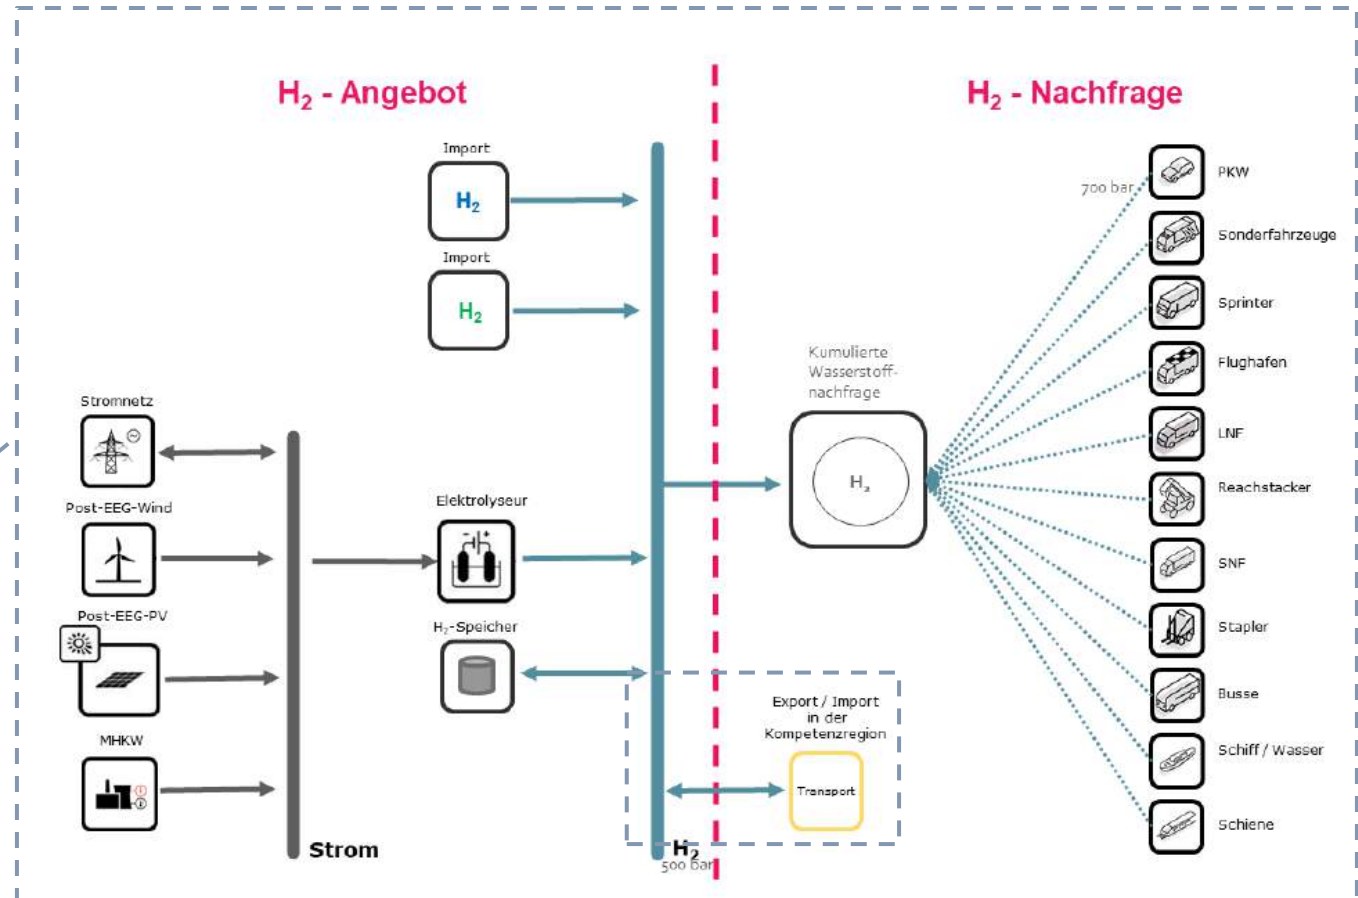 H₂ - Angebot
H₂ - Nachfrage
Import
H₂
Import
H₂
Stromnetz
Post-EEG-Wind
Post-EEG-PV
MHKW
Strom
Elektrolyseur
H₂-Speicher
H₂
500 bar
Kumulierte
Wasserstoff-
nachfrage
H₂
Export / Import
in der
Kompetenzregion
Transport
700 bar
PKW
Sonderfahrzeuge
Sprinter
Flughafen
LNF
Reachstacker
SNF
Stapler
Busse
Schiff / Wasser
Schiene